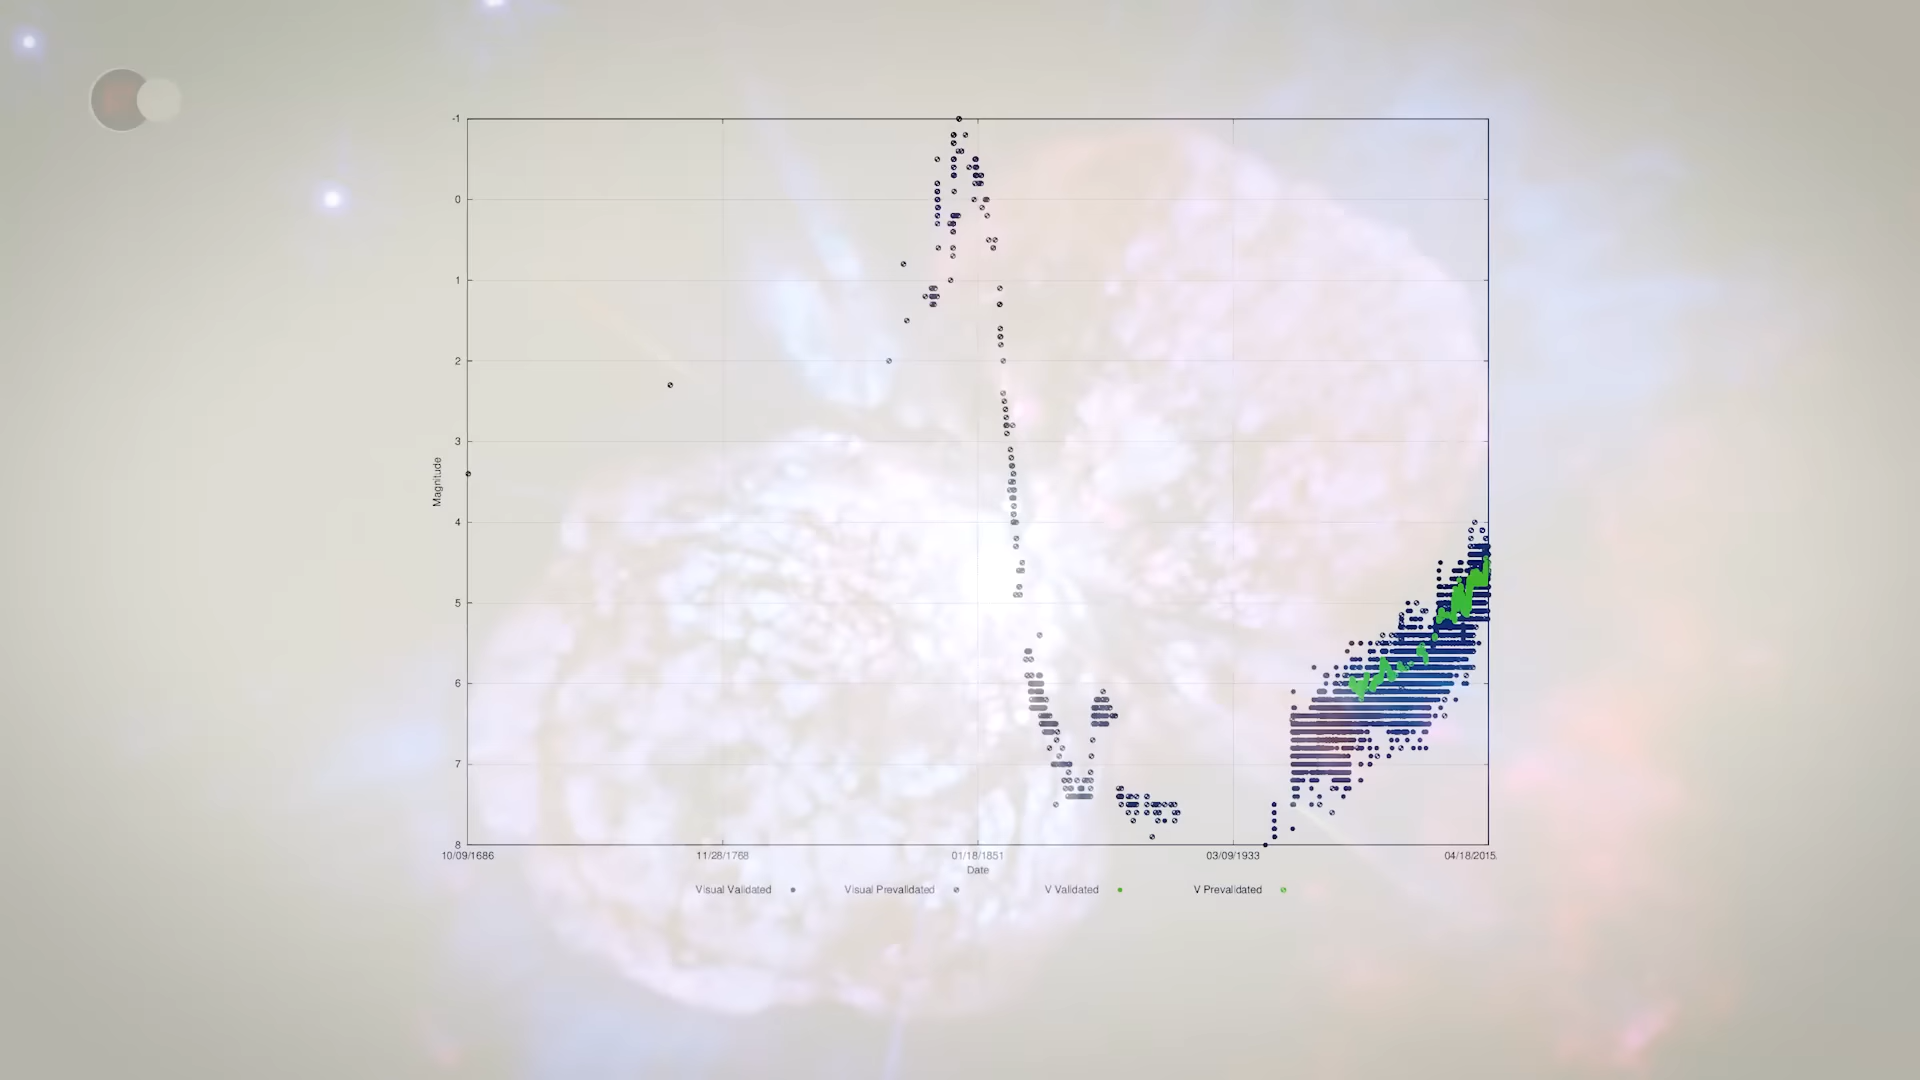 -1
0
1
2
3
4
5
6
7
8
Magnitude
10/09/1686 11/28/1768 01/18/1851 03/09/1933 04/18/2015
Date
Visual Validated Visual Prevalidated V Validated V Prevalidated